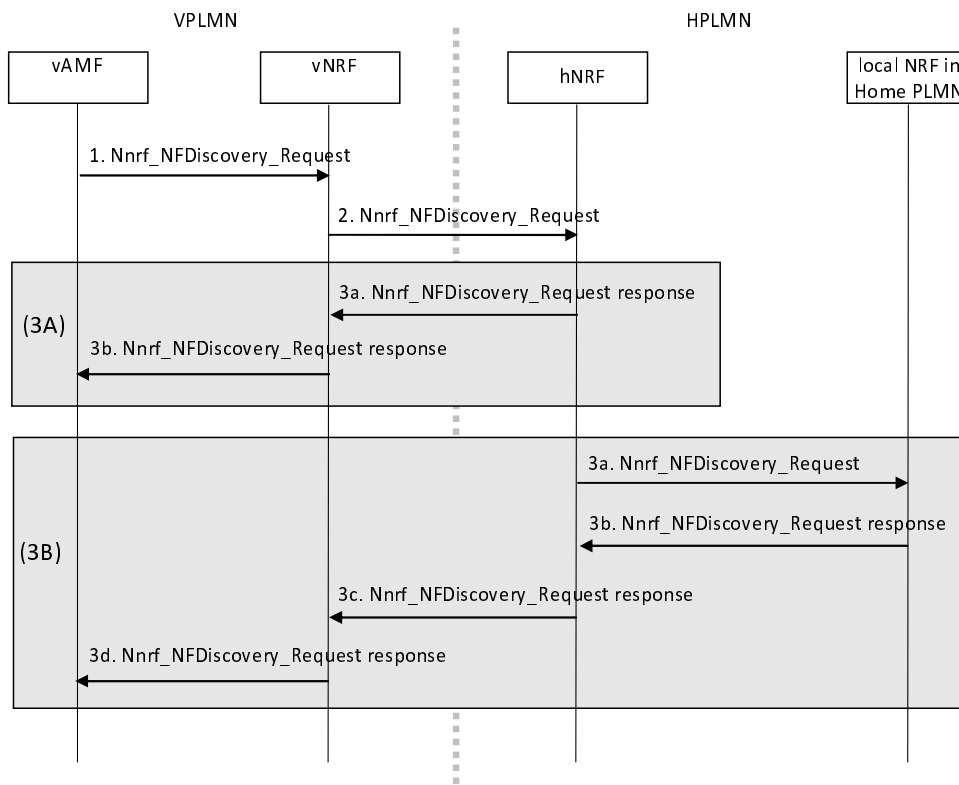 VPLMN
HPLMN
vAMF
vNRF
hNRF
local NRF in
Home PLMN
1. Nnrf_NFDiscovery_Request
2. Nnrf_NFDiscovery_Request
(3A)
3a. Nnrf_NFDiscovery_Request response
3b. Nnrf_NFDiscovery_Request response
(3B)
3a. Nnrf_NFDiscovery_Request
3b. Nnrf_NFDiscovery_Request response
3c. Nnrf_NFDiscovery_Request response
3d. Nnrf_NFDiscovery_Request response